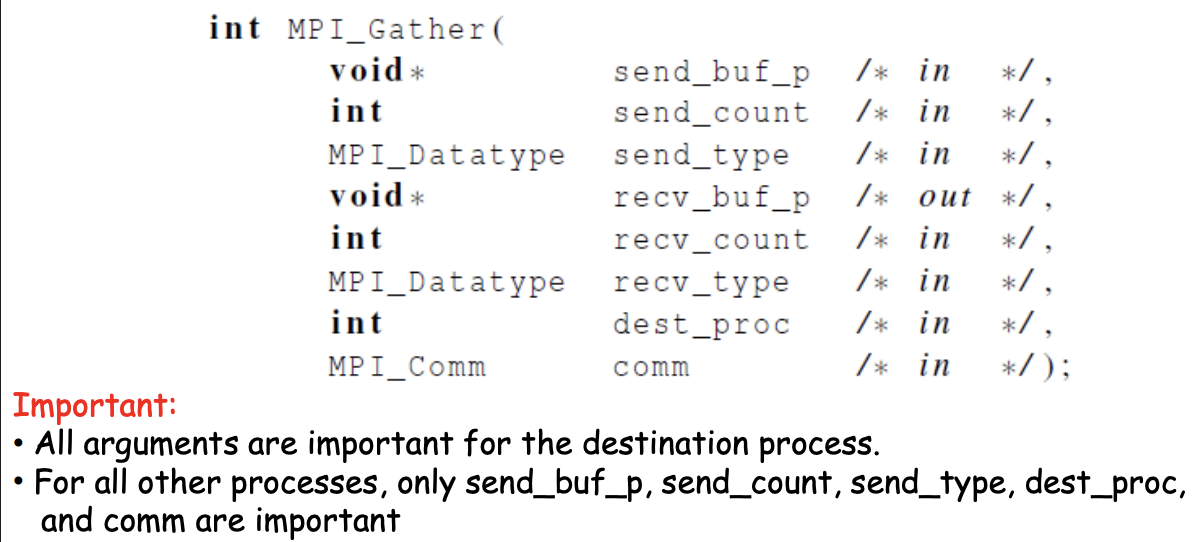 int MPI_Gather(
void* send_buf_p /* in */,
int send_count /* in */,
MPI_Datatype send_type /* in */,
void* recv_buf_p /* out */,
int recv_count /* in */,
MPI_Datatype recv_type /* in */,
int dest_proc /* in */,
MPI_Comm comm /* in */);
Important:
• All arguments are important for the destination process.
• For all other processes, only send_buf_p, send_count, send_type, dest_proc,
and comm are important